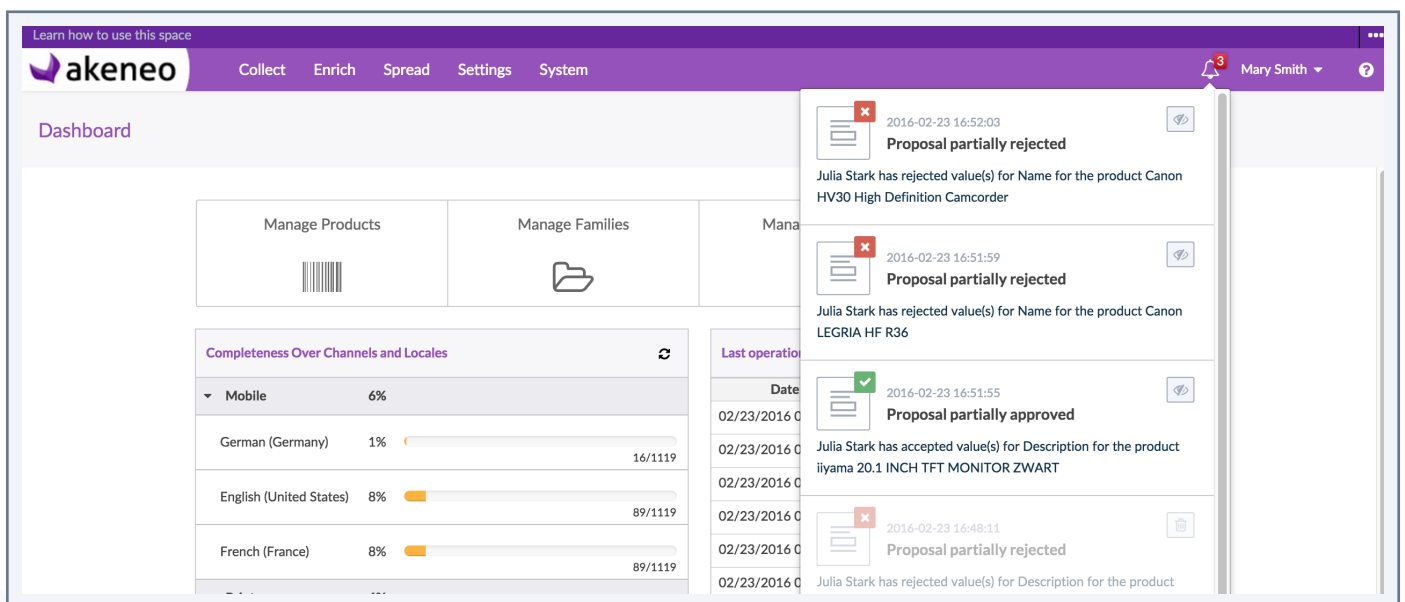 Learn how to use this space
akeneo
Collect Enrich Spread Settings System
3
Mary Smith
?
Dashboard
2016-02-23 16:52:03
Proposal partially rejected
Julia Stark has rejected value(s) for Name for the product Canon
HV30 High Definition Camcorder
2016-02-23 16:51:59
Proposal partially rejected
Julia Stark has rejected value(s) for Name for the product Canon
LEGRIA HF R36
2016-02-23 16:51:55
Proposal partially approved
Julia Stark has accepted value(s) for Description for the product
iiyama 20.1 INCH TFT MONITOR ZWART
2016-02-23 16:48:11
Proposal partially rejected
Julia Stark has rejected value(s) for Description for the product
Manage Products
Manage Families
Mana
Completeness Over Channels and Locales
Mobile 6%
German (Germany) 1%
16/1119
English (United States) 8%
89/1119
French (France) 8%
89/1119
Last operation
Date
02/23/2016 0
02/23/2016 0
02/23/2016 0
02/23/2016 0
02/23/2016 0
02/23/2016 0